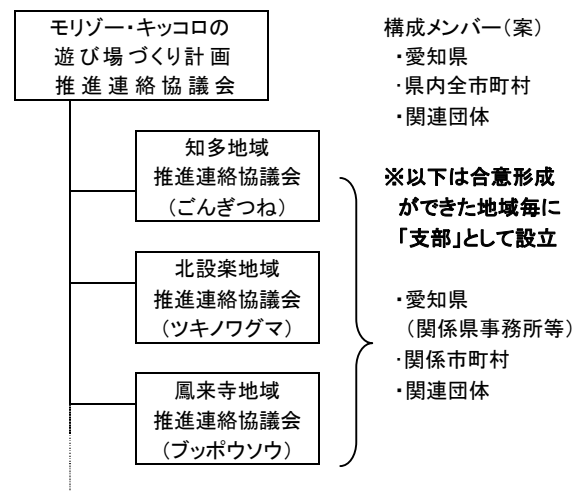 モリゾー・キッコロの
遊び場づくり計画
推進連絡協議会
構成メンバー（案）
・愛知県
・県内全市町村
・関連団体
知多地域
推進連絡協議会
（ごんぎつね）
※以下は合意形成
ができた地域毎に
「支部」として設立
北設楽地域
推進連絡協議会
（ツキノワグマ）
・愛知県
（関係県事務所等）
・関係市町村
・関連団体
鳳来寺地域
推進連絡協議会
（ブッポウソウ）